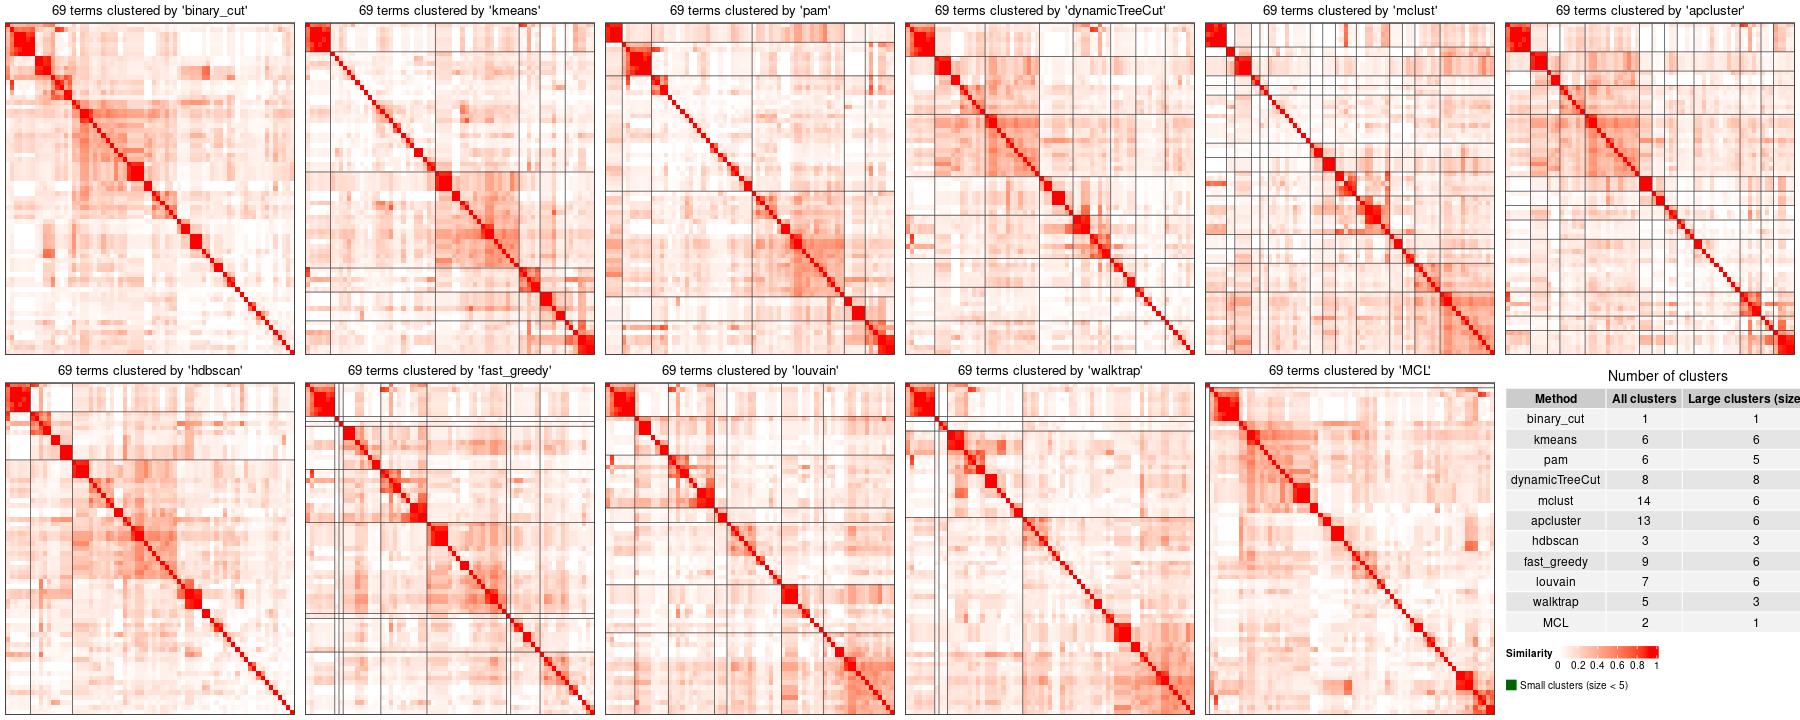 69 terms clustered by 'binary_cut'
69 terms clustered by 'kmeans'
69 terms clustered by 'pam'
69 terms clustered by 'dynamicTreeCut'
69 terms clustered by 'mclust'
69 terms clustered by 'apcluster'
69 terms clustered by 'hdbscan'
69 terms clustered by 'fast_greedy'
69 terms clustered by 'louvain'
69 terms clustered by 'walktrap'
69 terms clustered by 'MCL'
Number of clusters
Method All clusters Large clusters (size
binary_cut 1 1
kmeans 6 6
pam 6 5
dynamicTreeCut 8 8
mclust 14 6
apcluster 13 6
hdbscan 3 3
fast_greedy 9 6
louvain 7 6
walktrap 5 3
MCL 2 1
Similarity
0 0.2 0.4 0.6 0.8 1
Small clusters (size < 5)